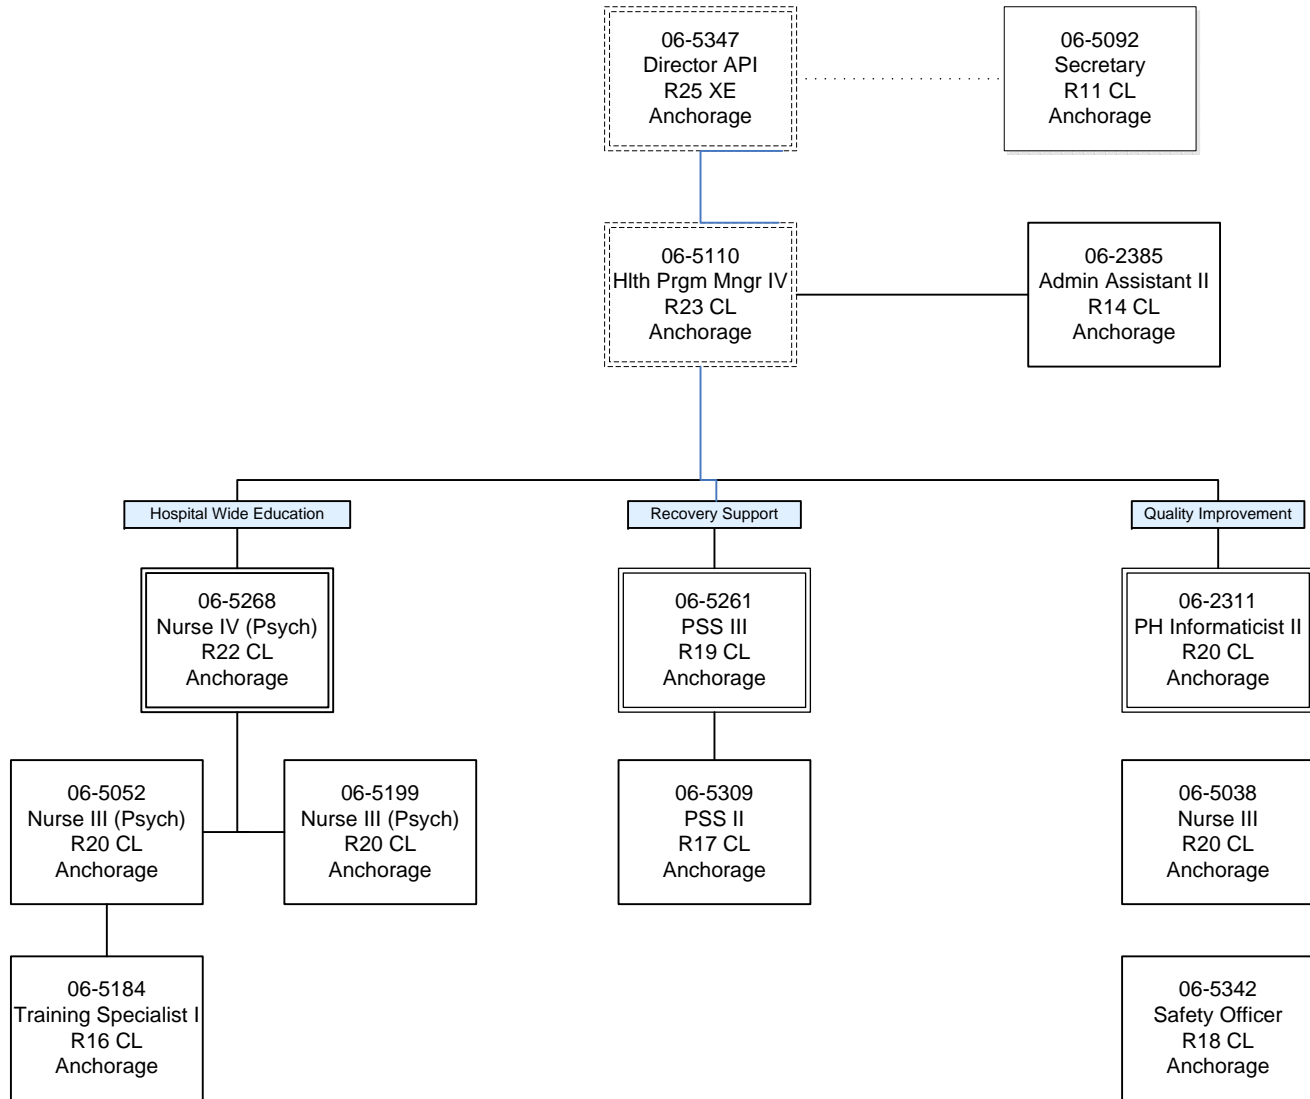 06-5347
Director API
R25 XE
Anchorage
06-5092
Secretary
R11 CL
Anchorage
06-5110
Hlth Prgm Mngr IV
R23 CL
Anchorage
06-2385
Admin Assistant II
R14 CL
Anchorage
Hospital Wide Education
Recovery Support
Quality Improvement
06-5268
Nurse IV (Psych)
R22 CL
Anchorage
06-5261
PSS III
R19 CL
Anchorage
06-2311
PH Informaticist II
R20 CL
Anchorage
06-5052
Nurse III (Psych)
R20 CL
Anchorage
06-5199
Nurse III (Psych)
R20 CL
Anchorage
06-5309
PSS II
R17 CL
Anchorage
06-5038
Nurse III
R20 CL
Anchorage
06-5184
Training Specialist I
R16 CL
Anchorage
06-5342
Safety Officer
R18 CL
Anchorage